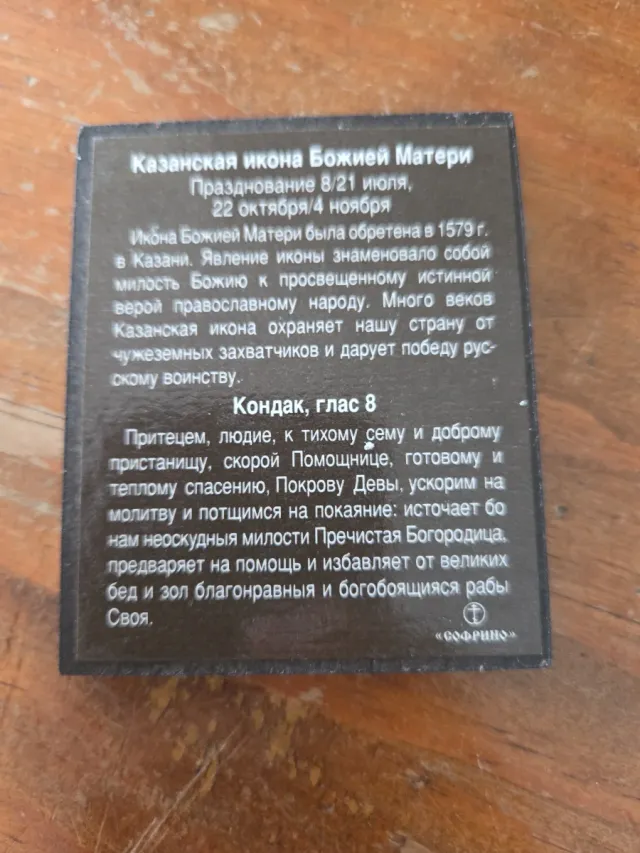 Казанская икона Божией Матери
Празднование 8/21 июля,
22 октября/4 ноября
Икона Божией Матери была обретена в 1579 г.
в Казани. Явление иконы знаменовало собой
милость Божию к просвещенному истинной
верой православному народу. Много веков
Казанская икона охраняет нашу страну от
чужеземных захватчиков и дарует победу рус-
скому воинству.
Кондак, глас 8
Притецем, людие, к тихому сему и доброму
пристанищу, скорой Помощнице, готовому и
теплому спасению, Покрову Девы, ускорим на
молитву и потщимся на покаяние: источает бо
нам неоскудныя милости Пречистая Богородица,
предваряет на помощь и избавляет от великих
бед и зол благонравныя и богобоящияся рабы
Своя.
«СОФРИНО»